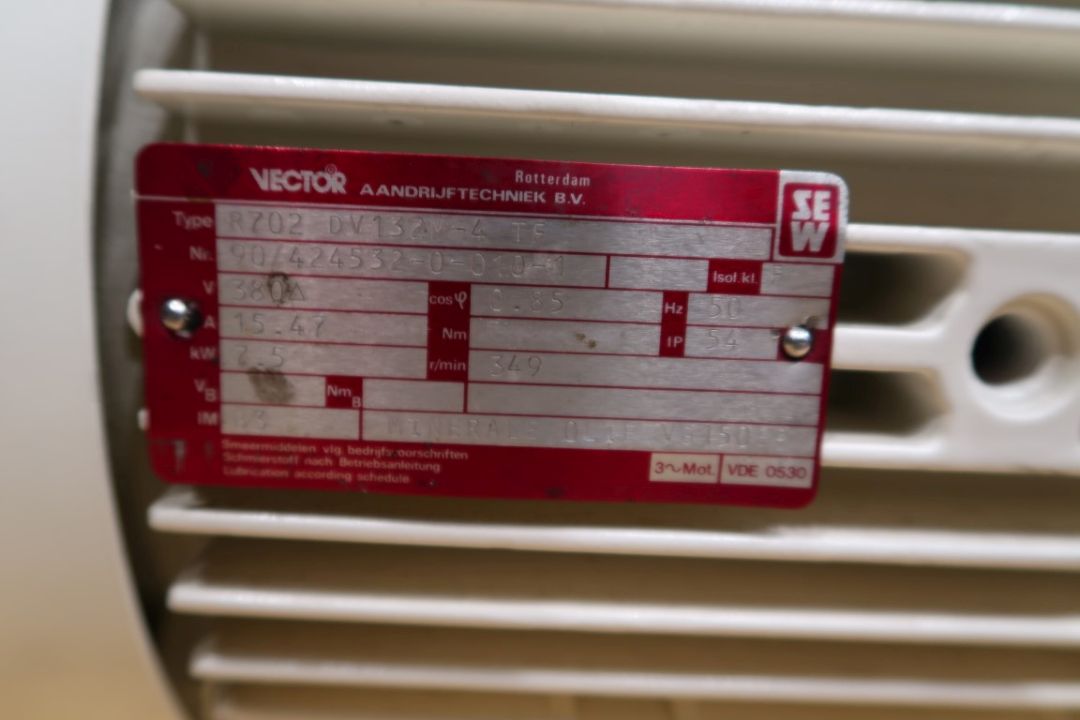 VECTOR® Rotterdam
AANDRIJFTECHNIEK B.V.
SEW
Type R702 DV132 -4 TF
Nr. 90/424532-0-010-1 Isol.kl. F
V 380Δ cosφ 0.85 Hz 50
A 15.47 Nm IP 54
kW 7.5 r/min 349
VB NmB
IM B3 MINERALE OLIE
Smeermiddelen vlg. bedrijfsvoorschriften
Schmierstoff nach Betriebsanleitung
Lubrication according schedule
3~Mot. VDE 0530